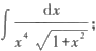 ∫ dx / (x⁴ √(1+x²)) ;